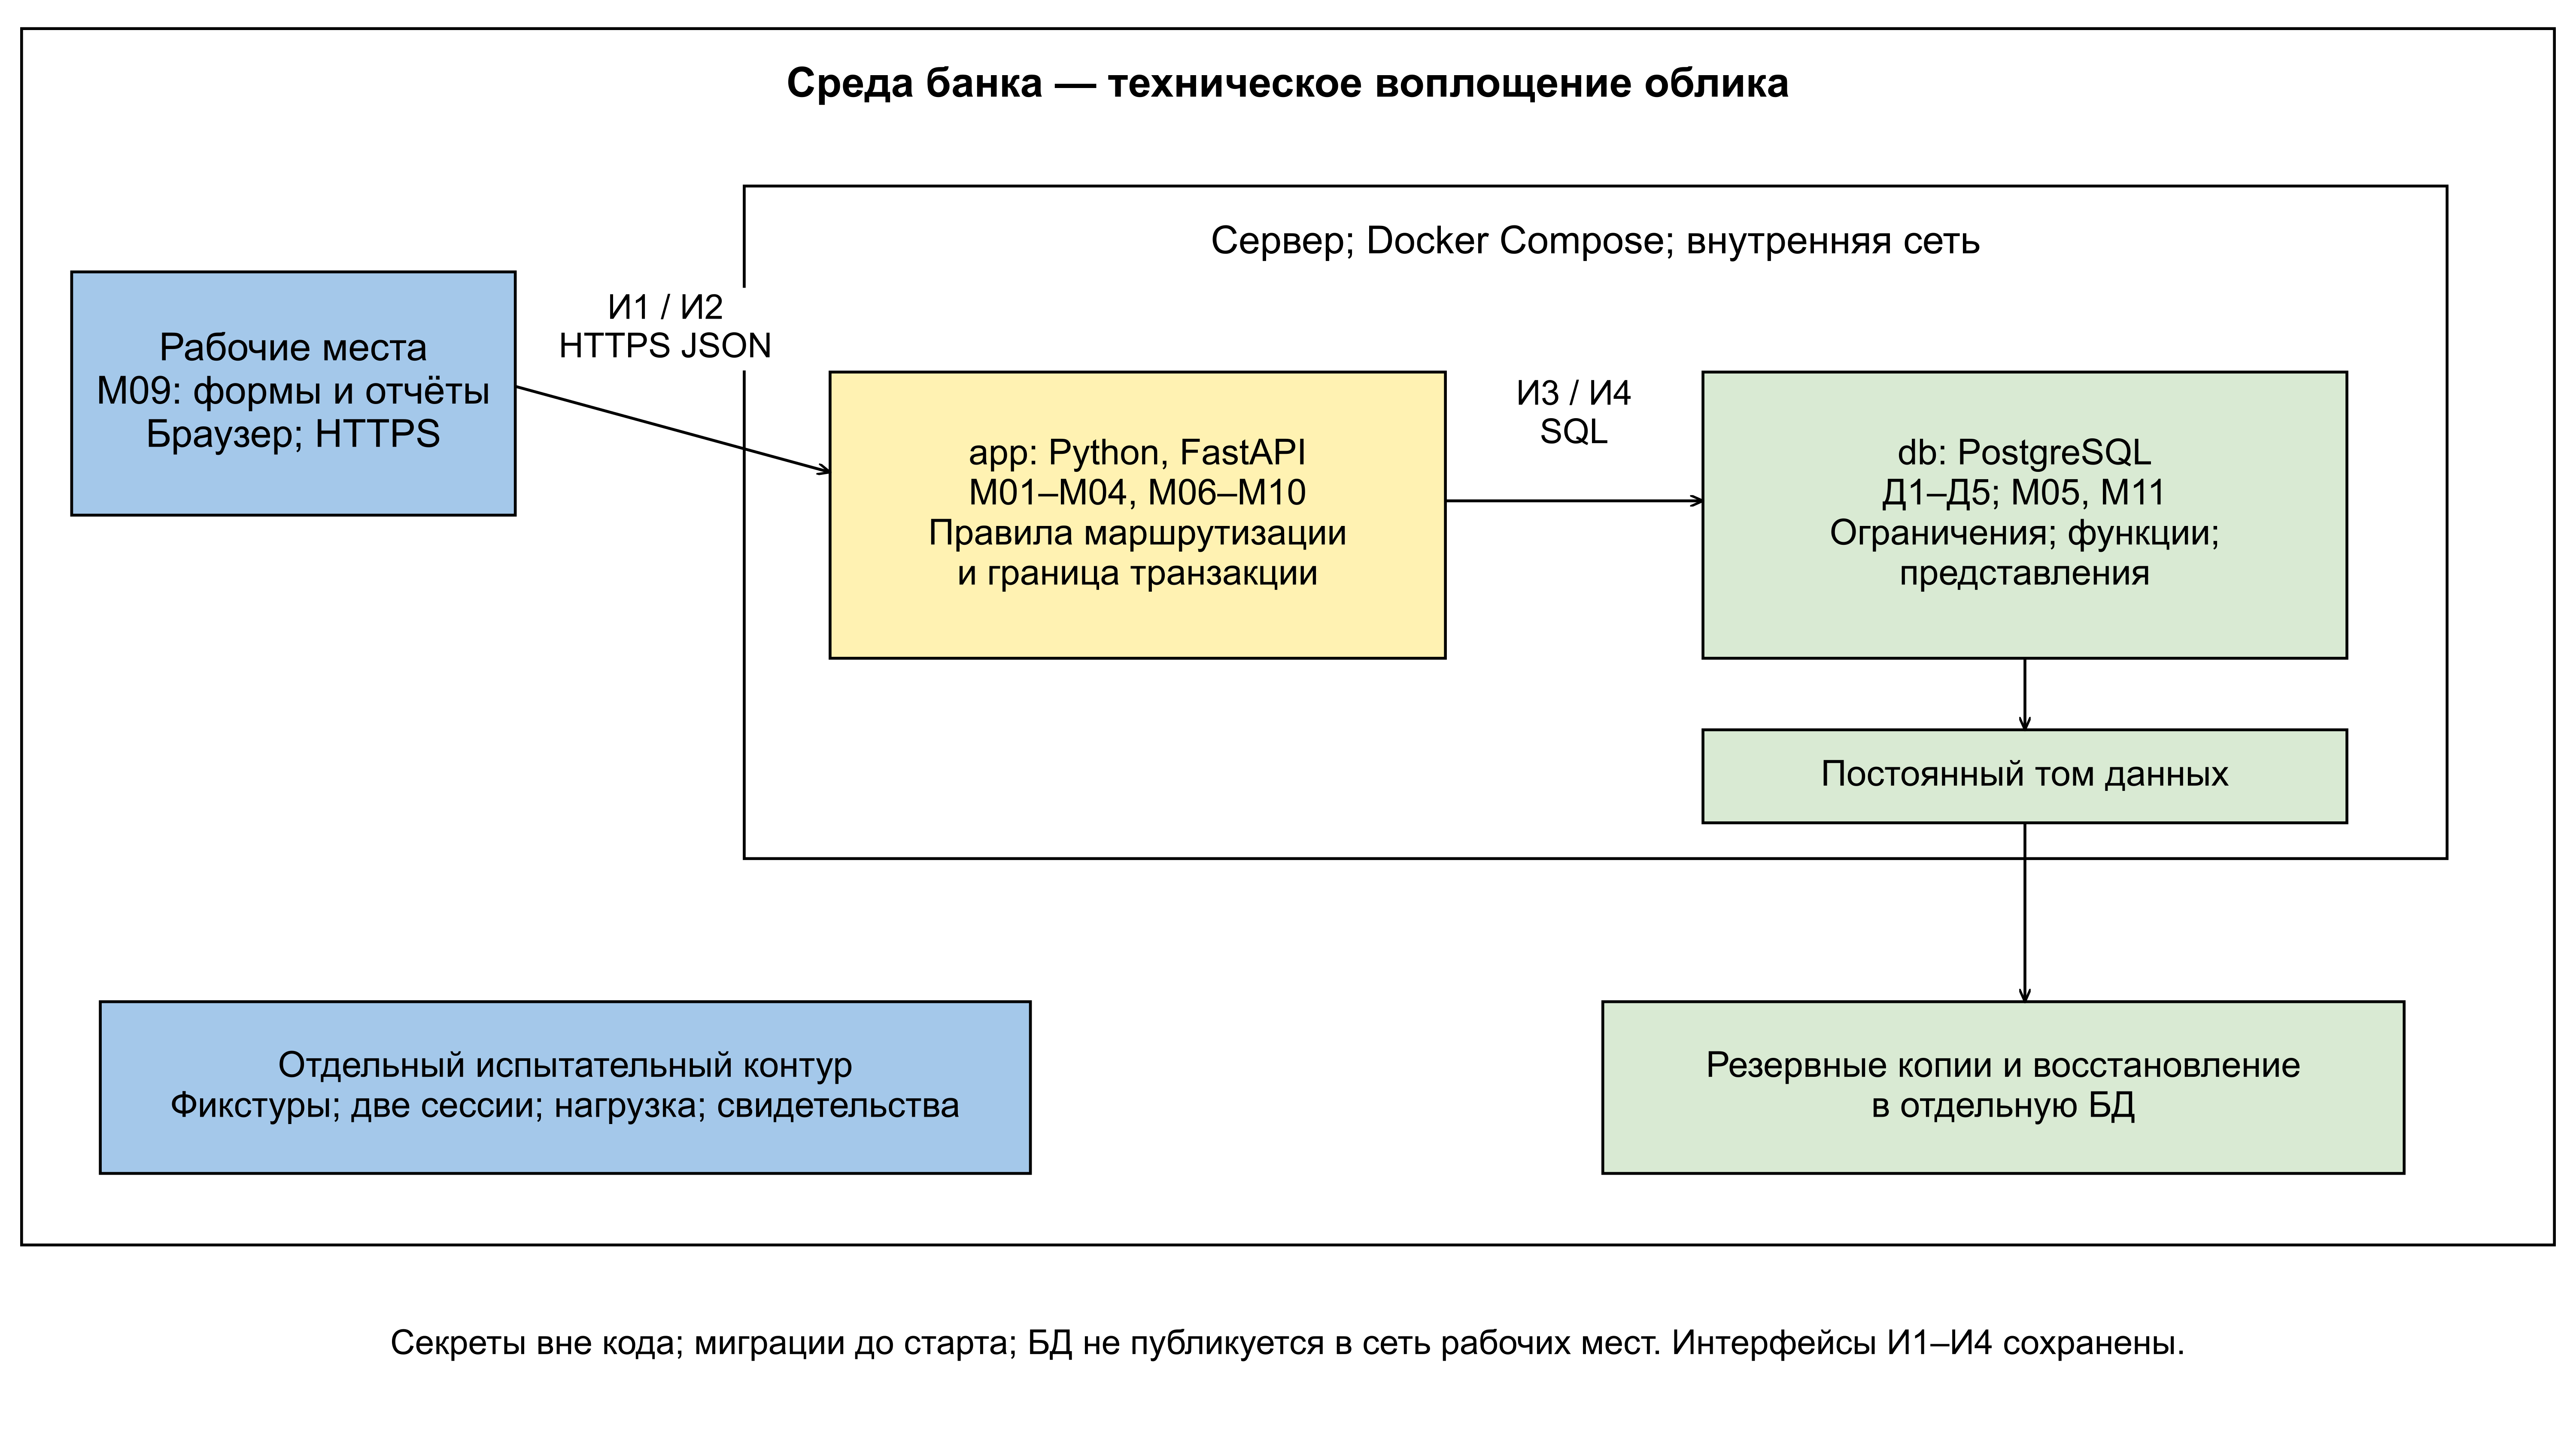 Среда банка — техническое воплощение облика
Сервер; Docker Compose; внутренняя сеть
Рабочие места
М09: формы и отчёты
Браузер; HTTPS
И1 / И2
HTTPS JSON
app: Python, FastAPI
М01–М04, М06–М10
Правила маршрутизации
и граница транзакции
И3 / И4
SQL
db: PostgreSQL
Д1–Д5; М05, М11
Ограничения; функции;
представления
Постоянный том данных
Отдельный испытательный контур
Фикстуры; две сессии; нагрузка; свидетельства
Резервные копии и восстановление
в отдельную БД
Секреты вне кода; миграции до старта; БД не публикуется в сеть рабочих мест. Интерфейсы И1–И4 сохранены.